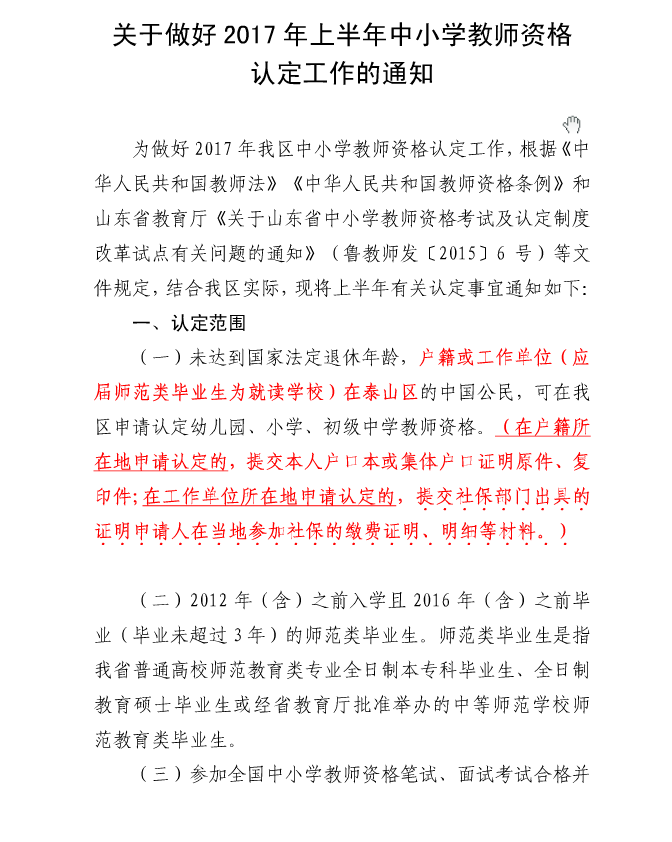 关于做好2017年上半年中小学教师资格
认定工作的通知
为做好2017年我区中小学教师资格认定工作，根据《中
华人民共和国教师法》《中华人民共和国教师资格条例》和
山东省教育厅《关于山东省中小学教师资格考试及认定制度
改革试点有关问题的通知》（鲁教师发〔2015〕6 号）等文
件规定，结合我区实际，现将上半年有关认定事宜通知如下：
一、认定范围
（一）未达到国家法定退休年龄，户籍或工作单位（应
届师范类毕业生为就读学校）在泰山区的中国公民，可在我
区申请认定幼儿园、小学、初级中学教师资格。（在户籍所
在地申请认定的，提交本人户口本或集体户口证明原件、复
印件；在工作单位所在地申请认定的，提交社保部门出具的
证明申请人在当地参加社保的缴费证明、明细等材料。）
（二）2012年（含）之前入学且2016年（含）之前毕
业（毕业未超过3年）的师范类毕业生。师范类毕业生是指
我省普通高校师范教育类专业全日制本专科毕业生、全日制
教育硕士毕业生或经省教育厅批准举办的中等师范学校师
范教育类毕业生。
（三）参加全国中小学教师资格笔试、面试考试合格并